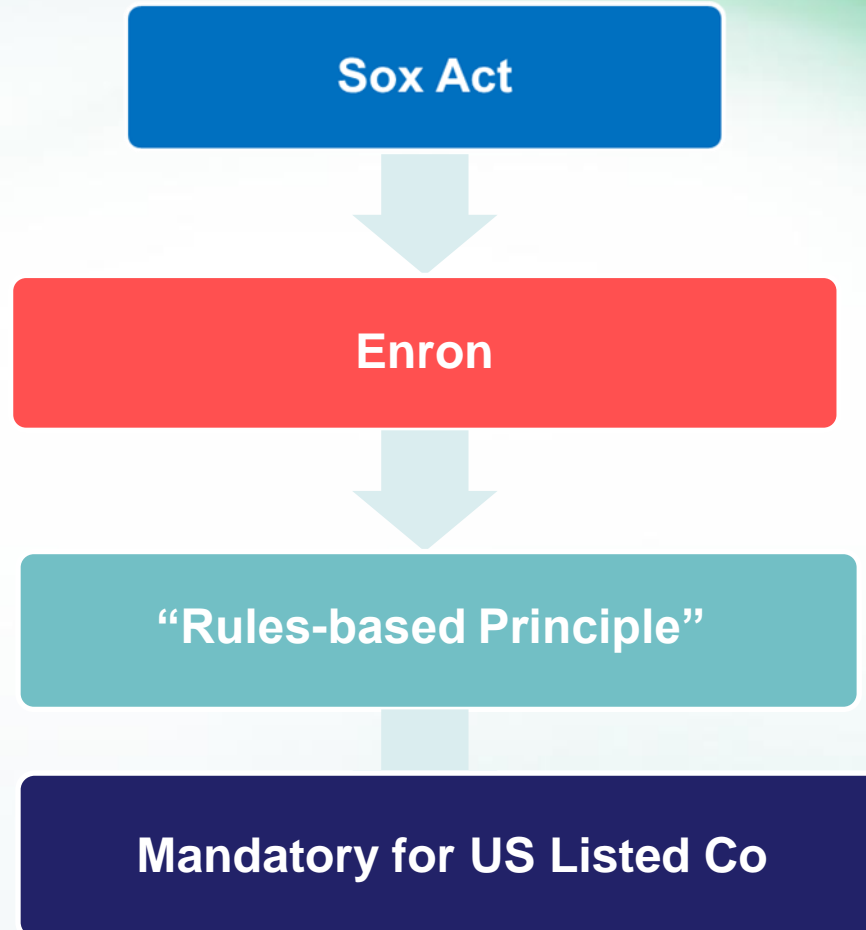 Sox Act
Enron
“Rules-based Principle”
Mandatory for US Listed Co